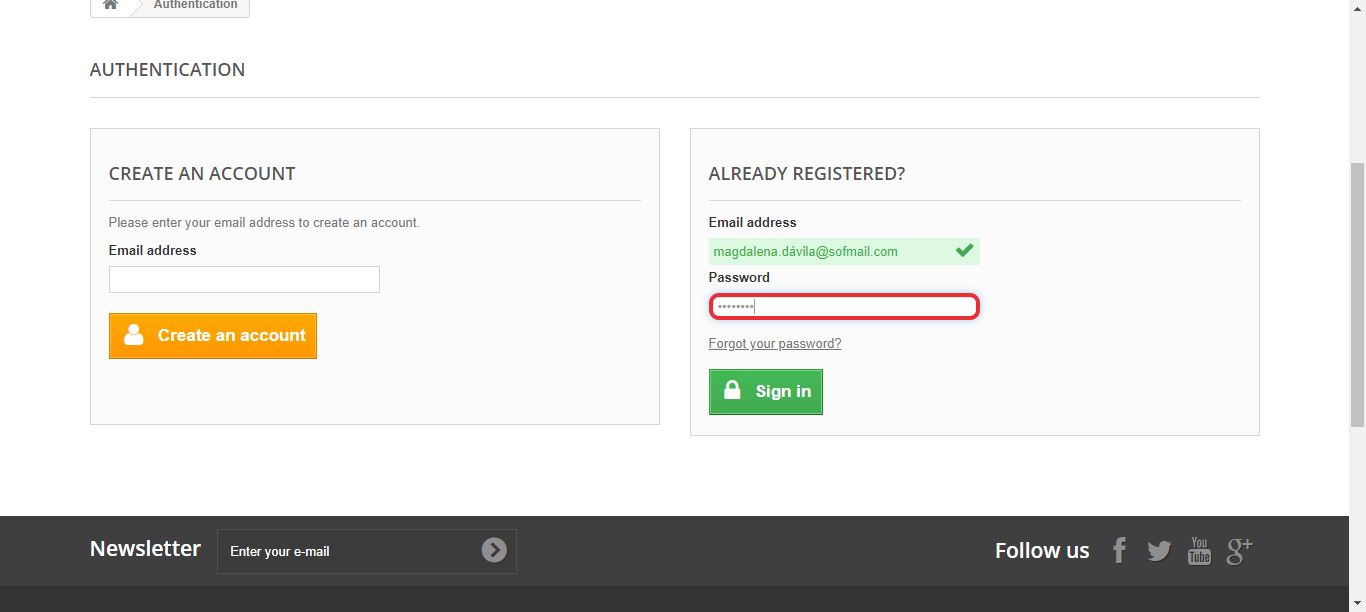 Authentication
AUTHENTICATION
CREATE AN ACCOUNT
Please enter your email address to create an account.
Email address
Create an account
ALREADY REGISTERED?
Email address
magdalena.dávila@sofmail.com
Password
••••••••
Forgot your password?
Sign in
Newsletter
Enter your e-mail
Follow us
You
Tube
g+